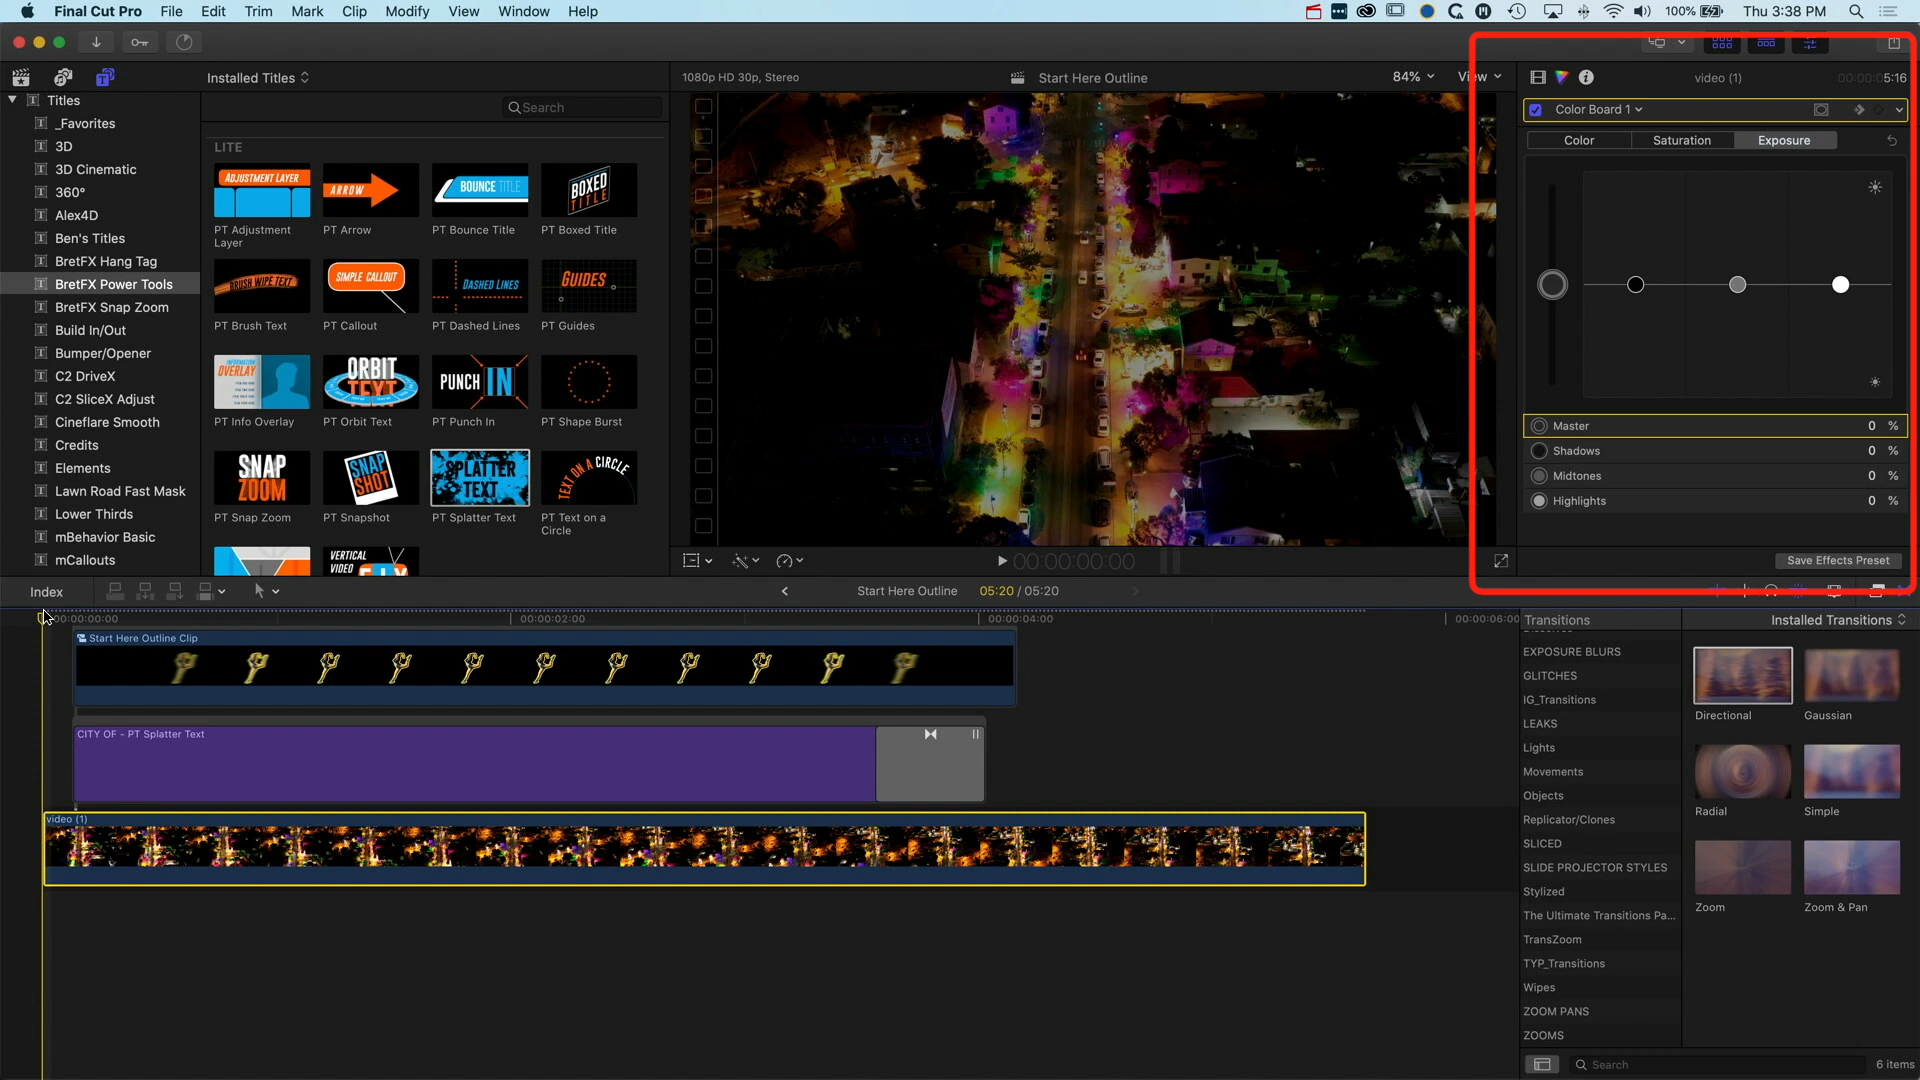 Final Cut Pro File Edit Trim Mark Clip Modify View Window Help
100% Thu 3:38 PM
Installed Titles
1080p HD 30p, Stereo
Start Here Outline
84% View
video (1)
5:16
Titles
_Favorites
3D
3D Cinematic
360°
Alex4D
Ben's Titles
BretFX Hang Tag
BretFX Power Tools
BretFX Snap Zoom
Build In/Out
Bumper/Opener
C2 DriveX
C2 SliceX Adjust
Cineflare Smooth
Credits
Elements
Lawn Road Fast Mask
Lower Thirds
mBehavior Basic
mCallouts
Search
LITE
ADJUSTMENT LAYER
ARROW
BOUNCE TITLE
BOXED TITLE
PT Adjustment Layer
PT Arrow
PT Bounce Title
PT Boxed Title
BRUSH WIPE TEXT
SIMPLE CALLOUT
DASHED LINES
GUIDES
PT Brush Text
PT Callout
PT Dashed Lines
PT Guides
INFORMATION
OVERLAY
ORBIT TEXT
PUNCH IN
PT Info Overlay
PT Orbit Text
PT Punch In
PT Shape Burst
SNAP ZOOM
SNAP SHOT
SPLATTER TEXT
TEXT ON A CIRCLE
PT Snap Zoom
PT Snapshot
PT Splatter Text
PT Text on a Circle
VERTICAL VIDEO
00:00:00:00
Color Board 1
Color Saturation Exposure
Master 0 %
Shadows 0 %
Midtones 0 %
Highlights 0 %
Save Effects Preset
Index
Start Here Outline 05:20 / 05:20
00:00:00:00
00:00:02:00
00:00:04:00
00:00:06:00
Start Here Outline Clip
CITY OF - PT Splatter Text
video (1)
Transitions
Installed Transitions
EXPOSURE BLURS
GLITCHES
IG_Transitions
LEAKS
Lights
Movements
Objects
Replicator/Clones
SLICED
SLIDE PROJECTOR STYLES
Stylized
The Ultimate Transitions Pa...
TransZoom
TYP_Transitions
Wipes
ZOOM PANS
ZOOMS
Directional
Gaussian
Radial
Simple
Zoom
Zoom & Pan
Search
6 items